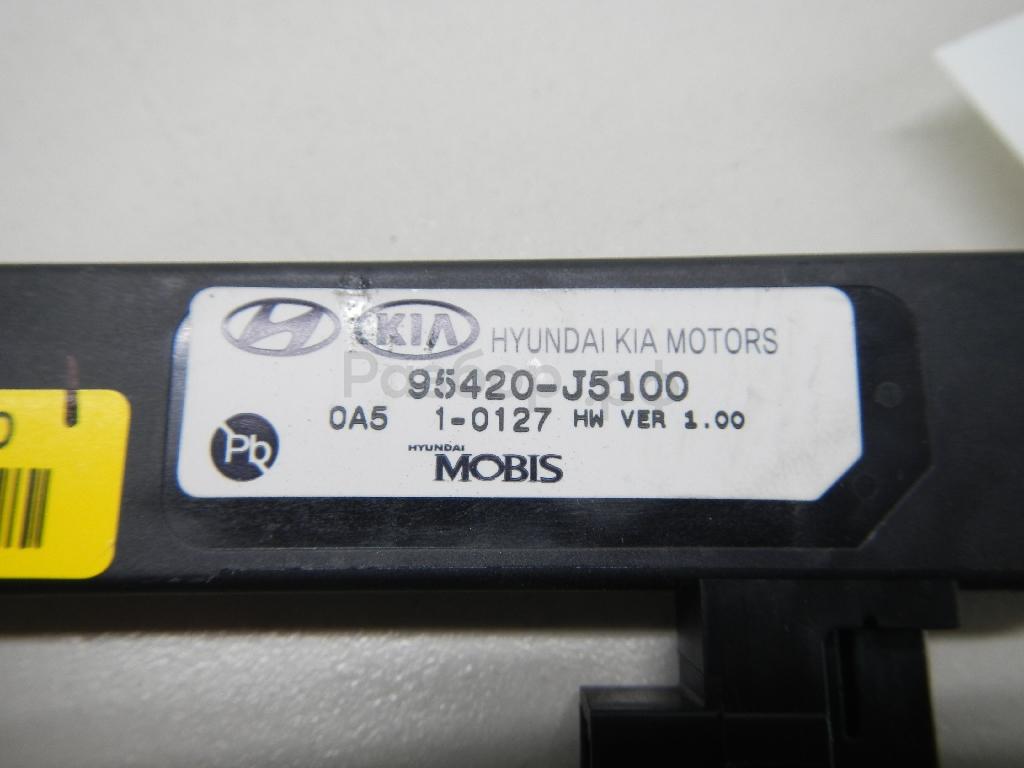 KIA HYUNDAI KIA MOTORS
95420-J5100
0A5 1-0127 HW VER 1.00
Pb
HYUNDAI
MOBIS